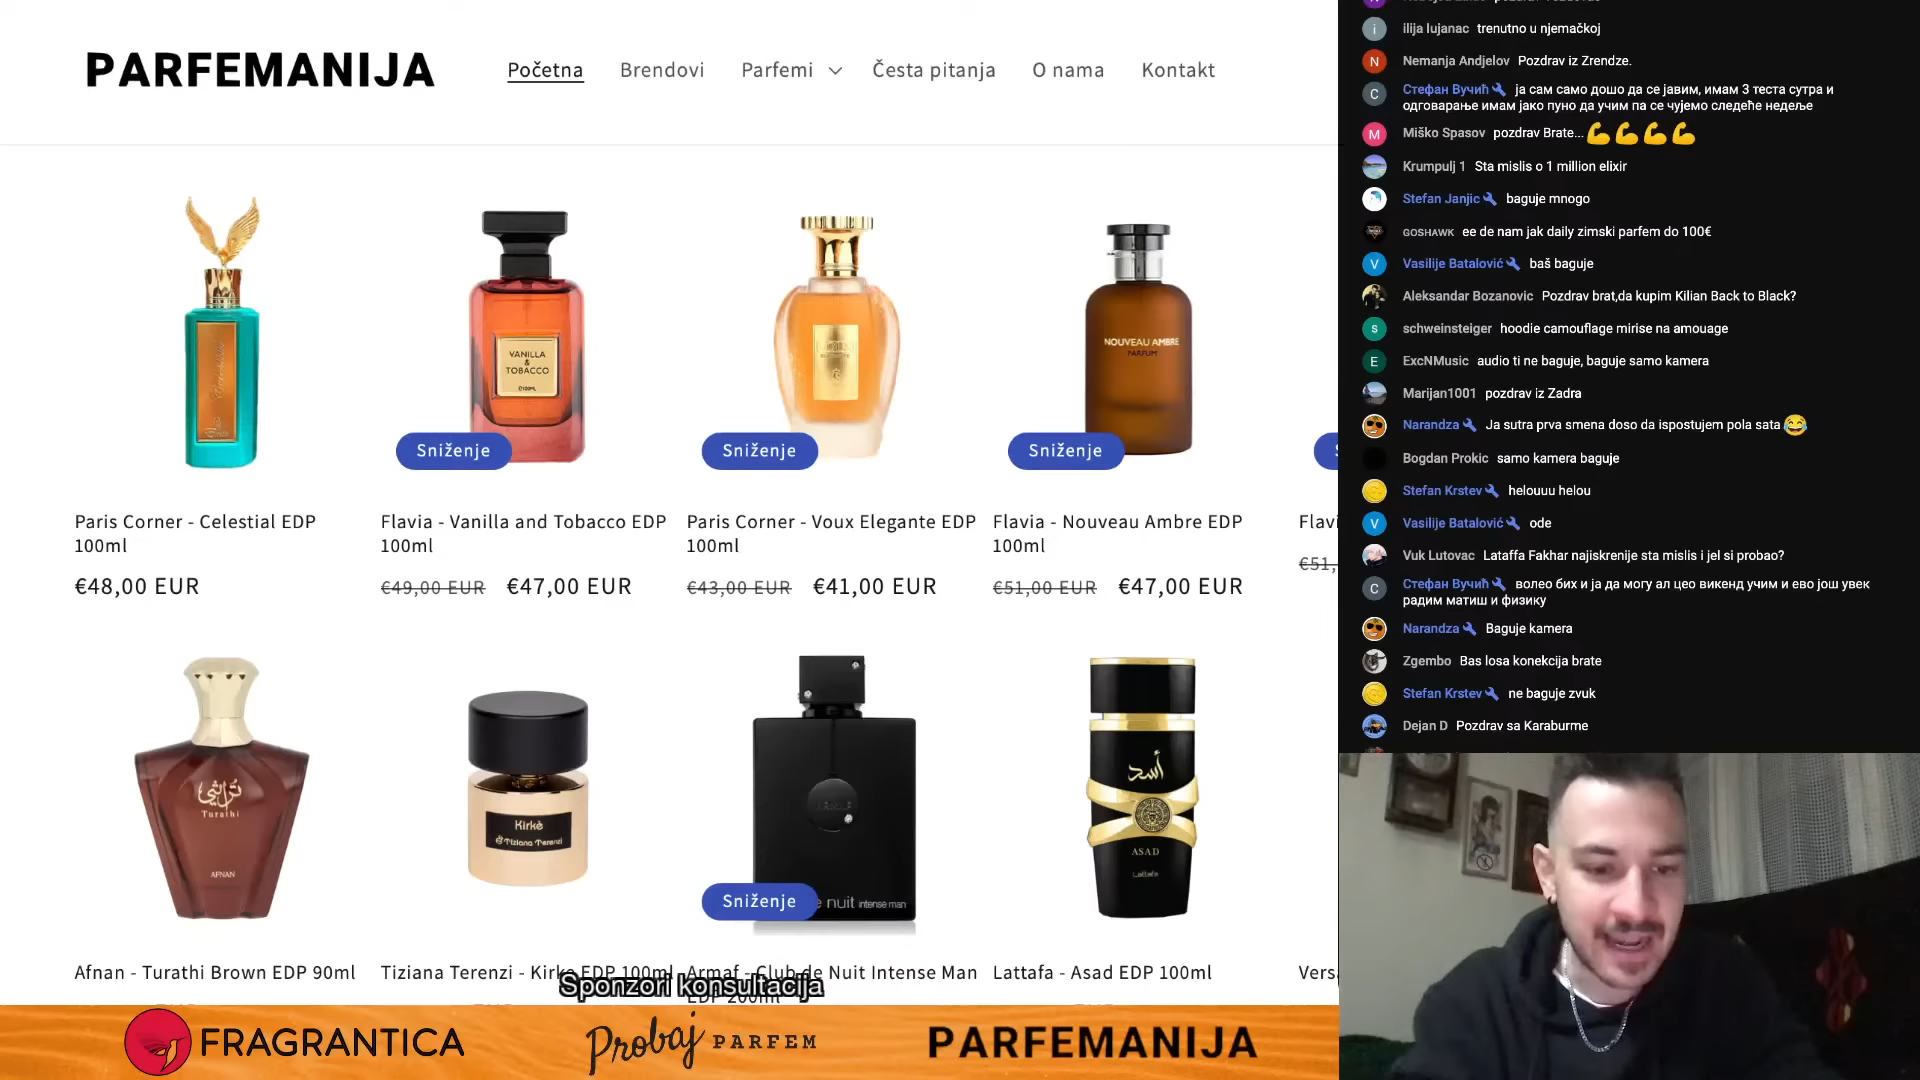 PARFEMANIJA
Početna
Brendovi
Parfemi
Česta pitanja
O nama
Kontakt
VANILLA
&
TOBACCO
100ML
NOUVEAU AMBRE
PARFUM
Sniženje
Sniženje
Sniženje
Paris Corner - Celestial EDP
100ml
€48,00 EUR
Flavia - Vanilla and Tobacco EDP
100ml
€49,00 EUR €47,00 EUR
Paris Corner - Voux Elegante EDP
100ml
€43,00 EUR €41,00 EUR
Flavia - Nouveau Ambre EDP
100ml
€51,00 EUR €47,00 EUR
Flavi
€51,
تُراثي
Turathi
AFNAN
Kirkè
Tiziana Terenzi
Sniženje
e nuit intense man
أسد
ASAD
Lattafa
Afnan - Turathi Brown EDP 90ml
Tiziana Terenzi - Kirke EDP 100ml
Armaf - Club de Nuit Intense Man
EDP 200ml
Lattafa - Asad EDP 100ml
Vers
Sponzori konsultacija
FRAGRANTICA
Probaj PARFEM
PARFEMANIJA
ilija lujanac trenutno u njemačkoj
Nemanja Andjelov Pozdrav iz Zrendze.
Стефан Вучић ја сам само дошо да се јавим, имам 3 теста сутра и
одговарање имам јако пуно да учим па се чујемо следеће недеље
Miško Spasov pozdrav Brate...💪💪💪💪
Krumpulj 1 Sta mislis o 1 million elixir
Stefan Janjic baguje mnogo
GOSHAWK ee de nam jak daily zimski parfem do 100€
Vasilije Batalović baš baguje
Aleksandar Bozanovic Pozdrav brat,da kupim Kilian Back to Black?
schweinsteiger hoodie camouflage mirise na amouage
ExcNMusic audio ti ne baguje, baguje samo kamera
Marijan1001 pozdrav iz Zadra
Narandza Ja sutra prva smena doso da ispostujem pola sata😂
Bogdan Prokic samo kamera baguje
Stefan Krstev helouuu helou
Vasilije Batalović ode
Vuk Lutovac Lataffa Fakhar najiskrenije sta mislis i jel si probao?
Стефан Вучић волео бих и ја да могу ал цео викенд учим и ево још увек
радим матиш и физику
Narandza Baguje kamera
Zgembo Bas losa konekcija brate
Stefan Krstev ne baguje zvuk
Dejan D Pozdrav sa Karaburme